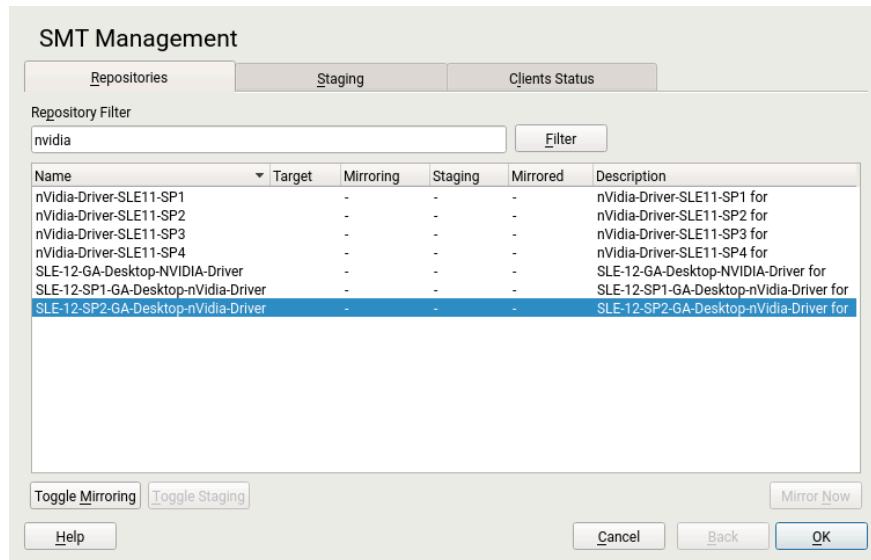 SMT Management
Repositories Staging Clients Status
Repository Filter
nvidia Filter
Name Target Mirroring Staging Mirrored Description
nVidia-Driver-SLE11-SP1 - - - nVidia-Driver-SLE11-SP1 for
nVidia-Driver-SLE11-SP2 - - - nVidia-Driver-SLE11-SP2 for
nVidia-Driver-SLE11-SP3 - - - nVidia-Driver-SLE11-SP3 for
nVidia-Driver-SLE11-SP4 - - - nVidia-Driver-SLE11-SP4 for
SLE-12-GA-Desktop-NVIDIA-Driver - - - SLE-12-GA-Desktop-NVIDIA-Driver for
SLE-12-SP1-GA-Desktop-nVidia-Driver - - - SLE-12-SP1-GA-Desktop-nVidia-Driver for
SLE-12-SP2-GA-Desktop-nVidia-Driver - - - SLE-12-SP2-GA-Desktop-nVidia-Driver for
Toggle Mirroring Toggle Staging Mirror Now
Help Cancel Back OK